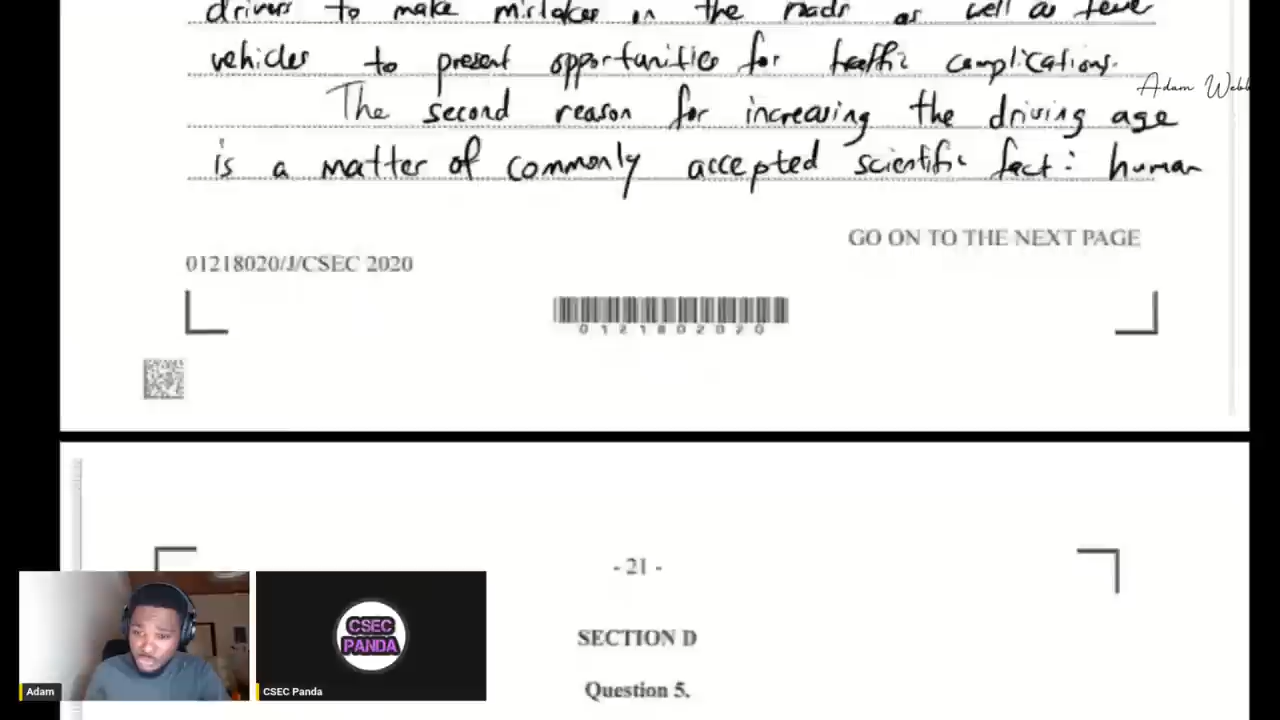 drivers to make mistakes in the roads as well as fewer
vehicles to present opportunities for traffic complications.
Adam Webb
The second reason for increasing the driving age
is a matter of commonly accepted scientific fact: human
GO ON TO THE NEXT PAGE
01218020/J/CSEC 2020
0121802020
- 21 -
SECTION D
Question 5.
CSEC
PANDA
Adam
CSEC Panda